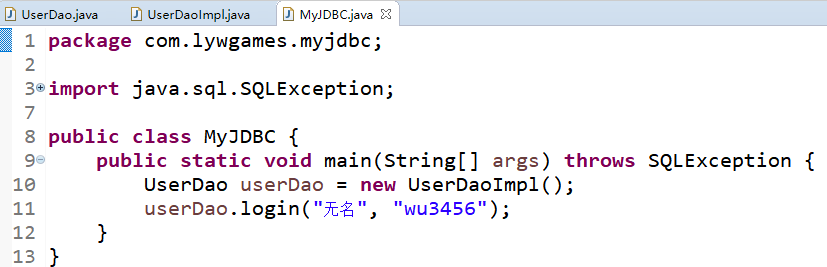 UserDao.java UserDaoImpl.java MyJDBC.java
1 package com.lywgames.myjdbc;
2
3 import java.sql.SQLException;
7
8 public class MyJDBC {
9 public static void main(String[] args) throws SQLException {
10 UserDao userDao = new UserDaoImpl();
11 userDao.login("无名", "wu3456");
12 }
13 }